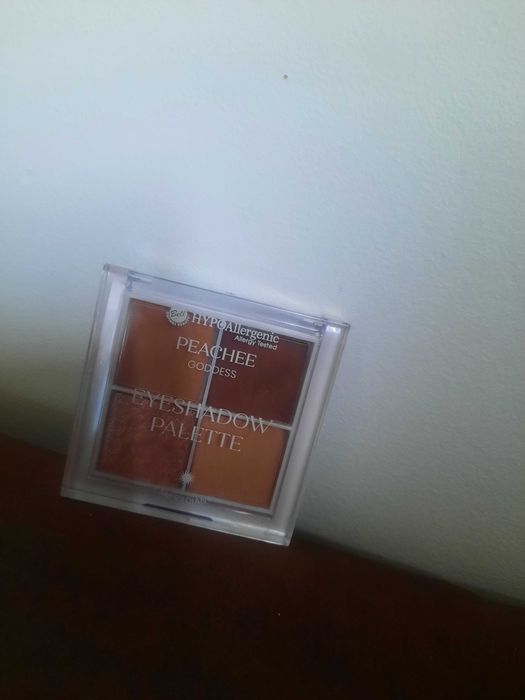 Bell
HYPOAllergenic
Allergy Tested
PEACHEE
GODDESS
EYESHADOW
PALETTE